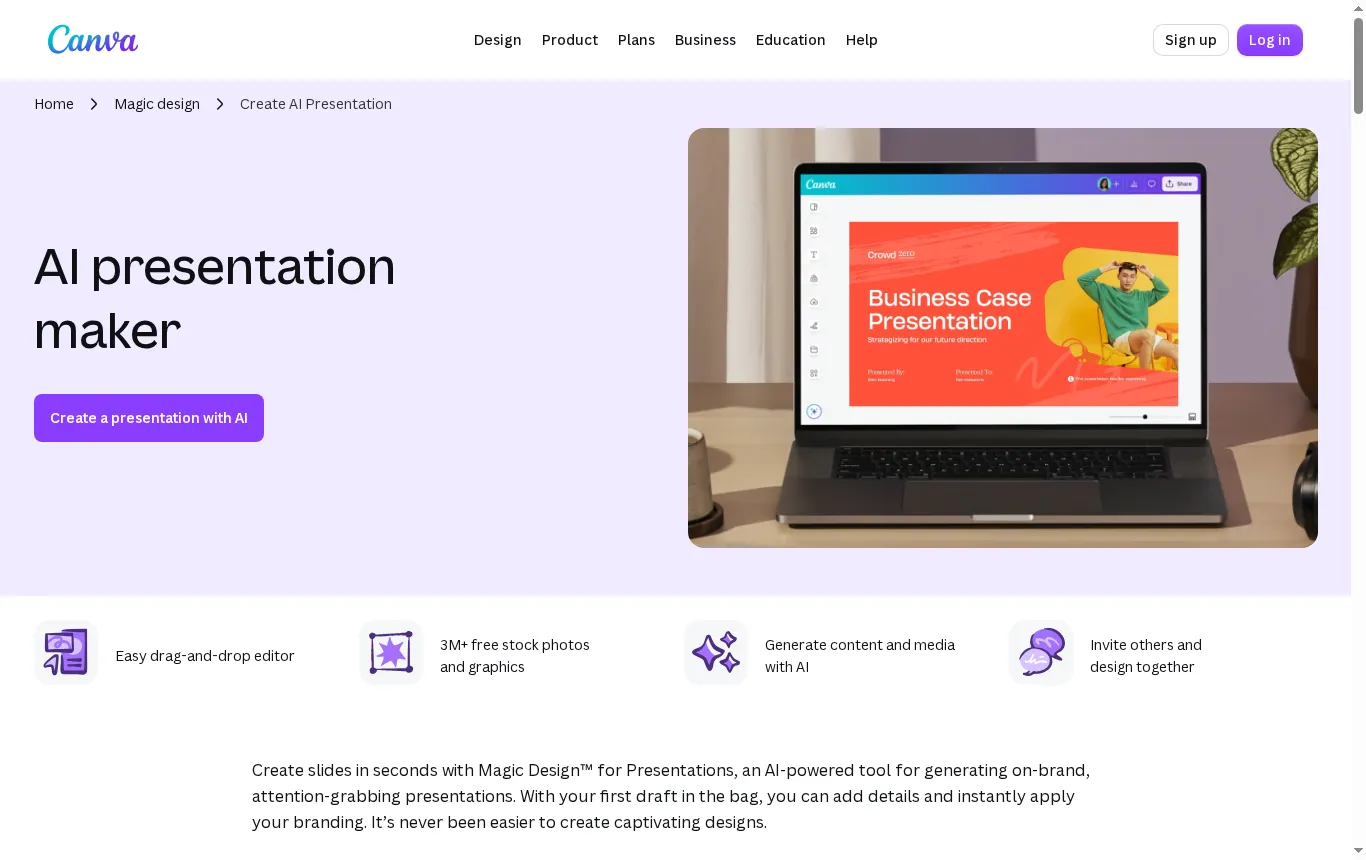 Canva
Design
Product
Plans
Business
Education
Help
Sign up
Log in
Home
Magic design
Create AI Presentation
AI presentation
maker
Create a presentation with AI
Canva
Share
Crowd zero
Business Case
Presentation
Strategizing for our future direction
Presented By:
Presented To:
Easy drag-and-drop editor
3M+ free stock photos
and graphics
Generate content and media
with AI
Invite others and
design together
Create slides in seconds with Magic Design™ for Presentations, an AI-powered tool for generating on-brand,
attention-grabbing presentations. With your first draft in the bag, you can add details and instantly apply
your branding. It’s never been easier to create captivating designs.